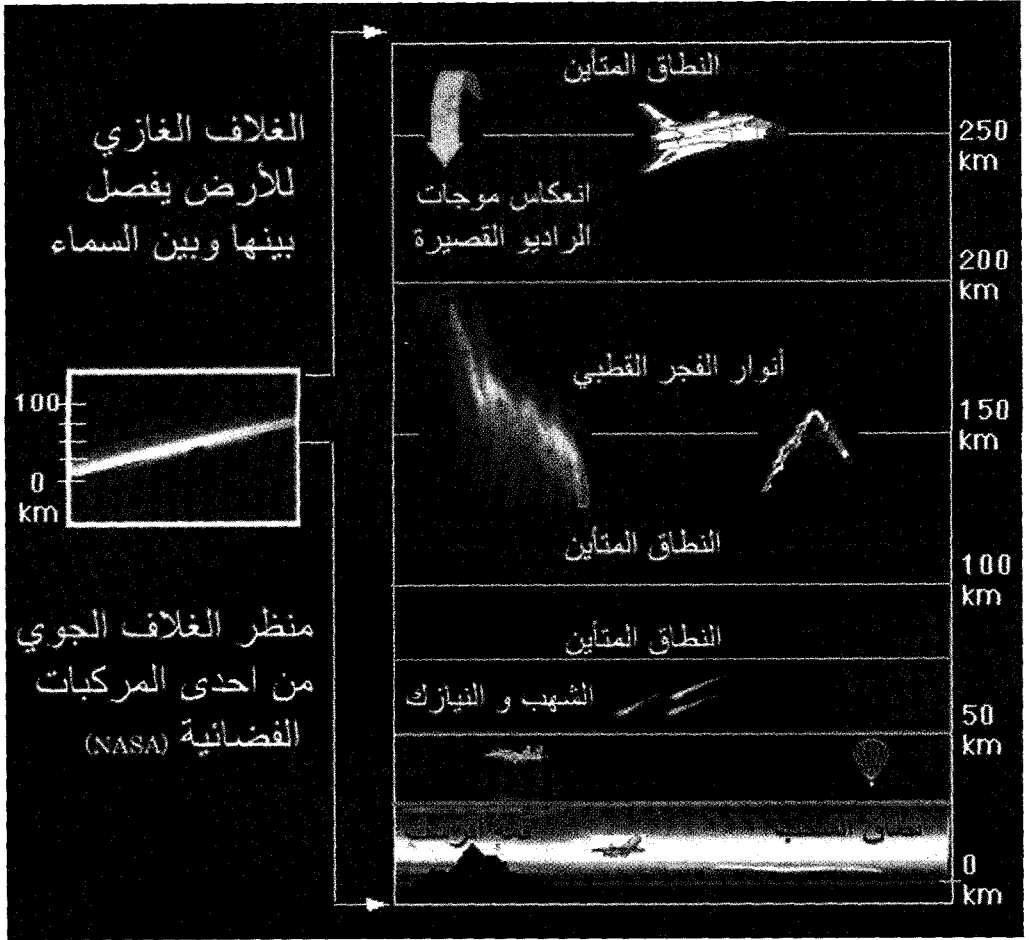 الغلاف الغازي
للأرض يفصل
بينها وبين السماء
100
0
km
منظر الغلاف الجوي
من احدى المركبات
الفضائية (NASA)
النطاق المتأين
انعكاس موجات
الراديو القصيرة
أنوار الفجر القطبي
النطاق المتأين
النطاق المتأين
الشهب و النيازك
250
km
200
km
150
km
100
km
50
km
0
km